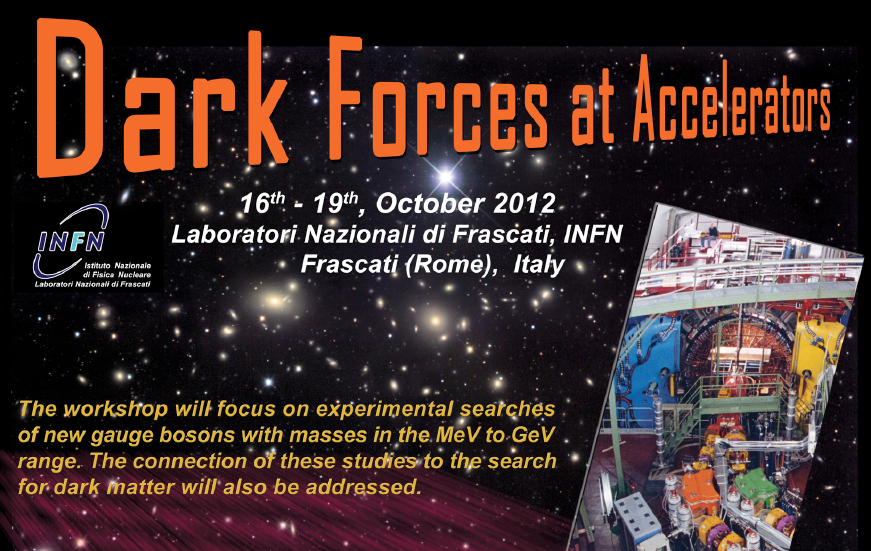 Dark Forces at Accelerators
16th - 19th, October 2012
Laboratori Nazionali di Frascati, INFN
Frascati (Rome), Italy
INFN
Istituto Nazionale
di Fisica Nucleare
Laboratori Nazionali di Frascati
The workshop will focus on experimental searches
of new gauge bosons with masses in the MeV to GeV
range. The connection of these studies to the search
for dark matter will also be addressed.